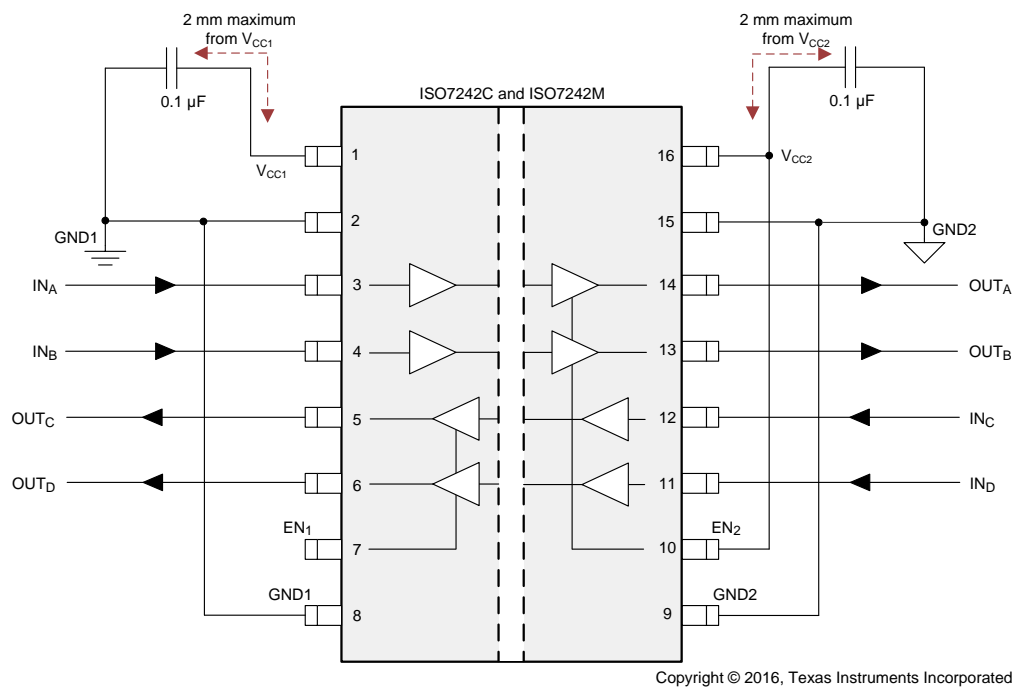 2 mm maximum
from VCC1
2 mm maximum
from VCC2
0.1 µF
0.1 µF
ISO7242C and ISO7242M
VCC1
1
16
VCC2
2
15
GND1
GND2
INA
3
14
OUTA
INB
4
13
OUTB
OUTC
5
12
INC
OUTD
6
11
IND
EN1
7
10
EN2
GND1
8
9
GND2
Copyright © 2016, Texas Instruments Incorporated